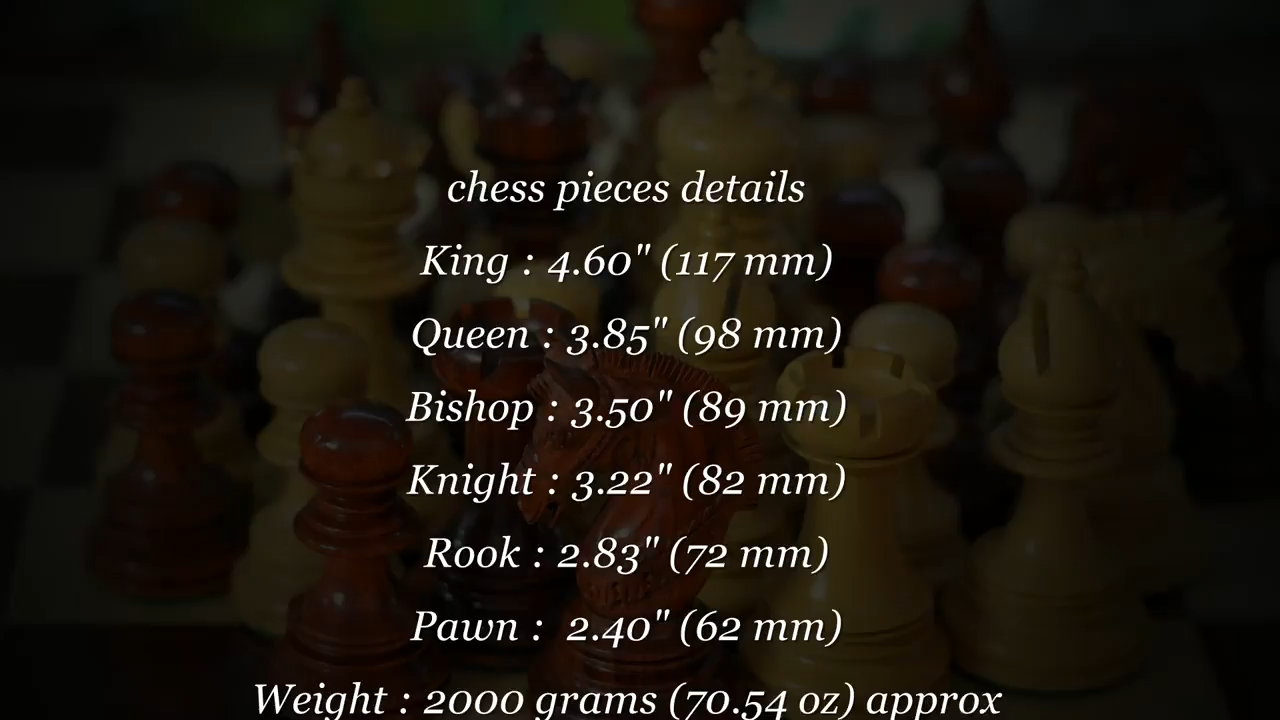 chess pieces details
King : 4.60" (117 mm)
Queen : 3.85" (98 mm)
Bishop : 3.50" (89 mm)
Knight : 3.22" (82 mm)
Rook : 2.83" (72 mm)
Pawn :  2.40" (62 mm)
Weight : 2000 grams (70.54 oz) approx